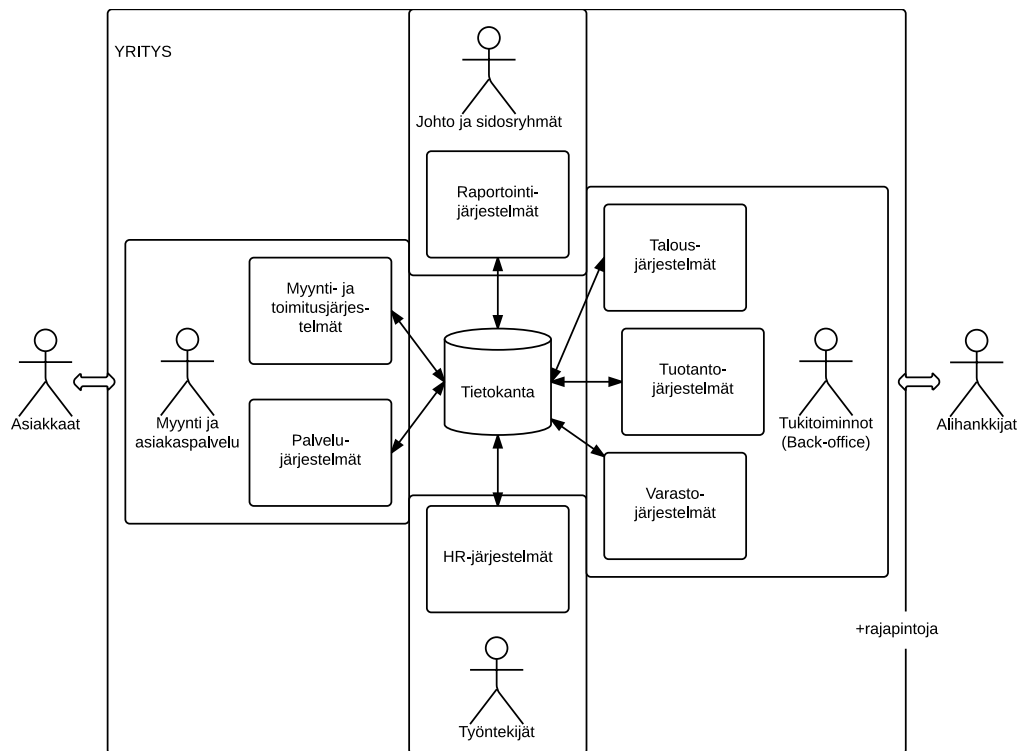 YRITYS
Johto ja sidosryhmät
Raportointi-
järjestelmät
Talous-
järjestelmät
Myynti- ja
toimitusjärjes-
telmät
Tuotanto-
järjestelmät
Tietokanta
Asiakkaat
Myynti ja
asiakaspalvelu
Palvelu-
järjestelmät
Tukitoiminnot
(Back-office)
Alihankkijat
Varasto-
järjestelmät
HR-järjestelmät
+rajapintoja
Työntekijät